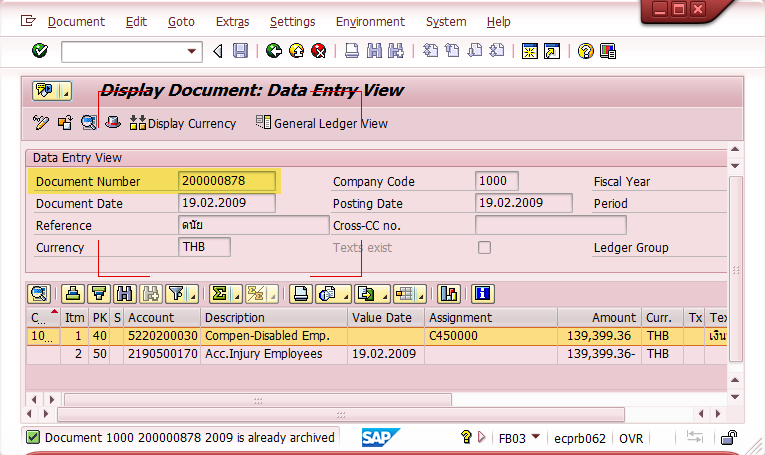 Document Edit Goto Extras Settings Environment System Help
Display Document: Data Entry View
Display Currency General Ledger View
Data Entry View
Document Number 200000878 Company Code 1000 Fiscal Year
Document Date 19.02.2009 Posting Date 19.02.2009 Period
Reference ดนัย Cross-CC no.
Currency THB Texts exist Ledger Group
C... Itm PK S Account Description Value Date Assignment Amount Curr. Tx Tex
10... 1 40 5220200030 Compen-Disabled Emp. C450000 139,399.36 THB เงิน
2 50 2190500170 Acc.Injury Employees 19.02.2009 139,399.36- THB
Document 1000 200000878 2009 is already archived SAP FB03 ecprb062 OVR